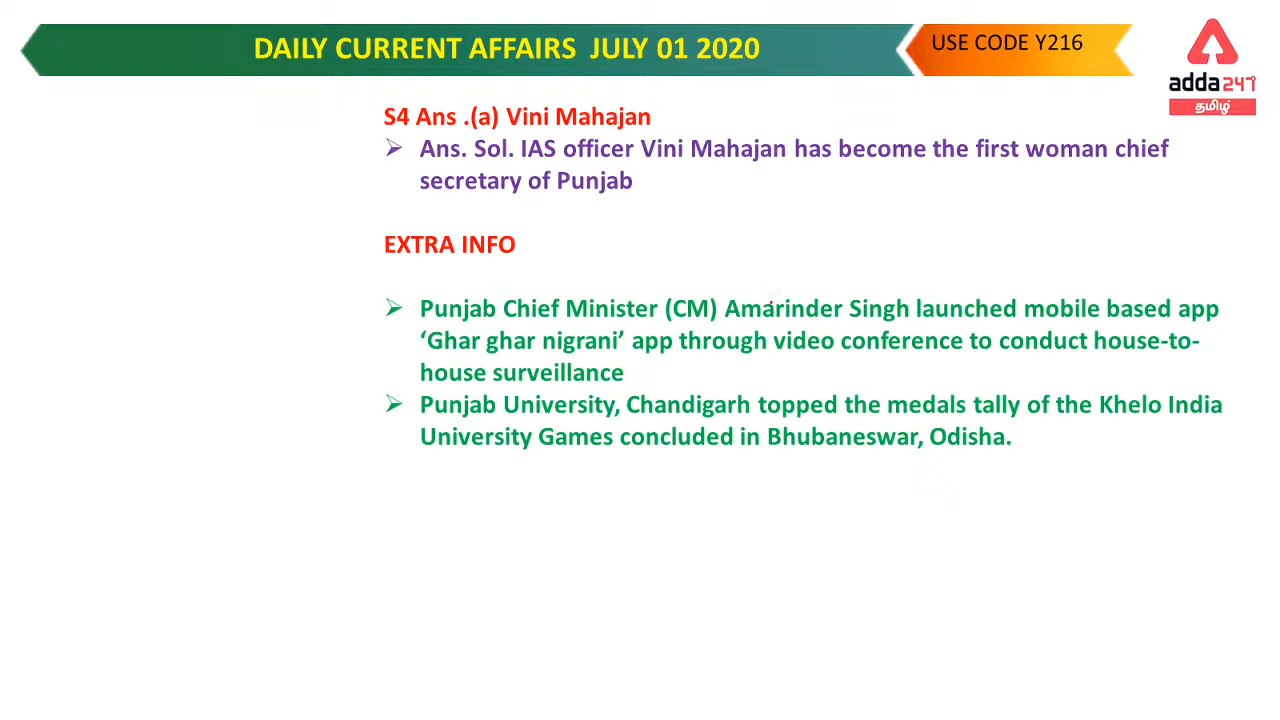 DAILY CURRENT AFFAIRS JULY 01 2020
USE CODE Y216
adda247
தமிழ்
S4 Ans .(a) Vini Mahajan
Ans. Sol. IAS officer Vini Mahajan has become the first woman chief
secretary of Punjab
EXTRA INFO
Punjab Chief Minister (CM) Amarinder Singh launched mobile based app
‘Ghar ghar nigrani’ app through video conference to conduct house-to-
house surveillance
Punjab University, Chandigarh topped the medals tally of the Khelo India
University Games concluded in Bhubaneswar, Odisha.